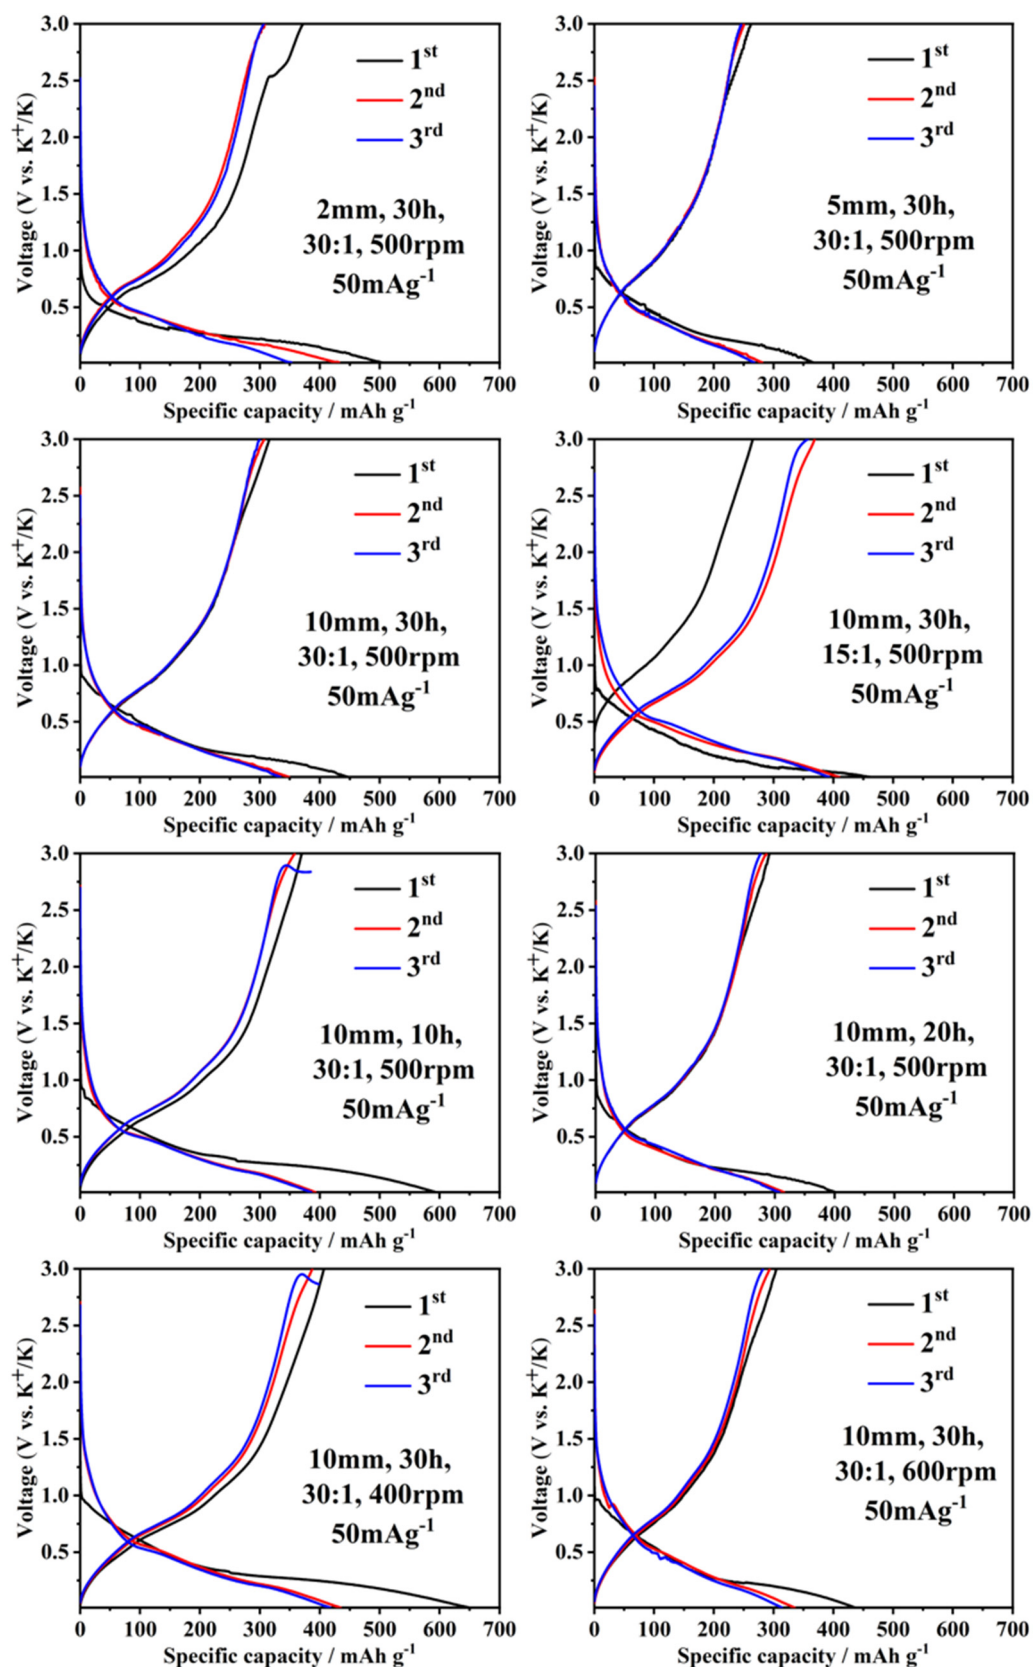 3.0
2.5
2.0
1.5
1.0
0.5
Voltage (V vs. K⁺/K)
1ˢᵗ
2ⁿᵈ
3ʳᵈ
2mm, 30h,
30:1, 500rpm
50mAg⁻¹
0 100 200 300 400 500 600 700
Specific capacity / mAh g⁻¹
3.0
2.5
2.0
1.5
1.0
0.5
Voltage (V vs. K⁺/K)
1ˢᵗ
2ⁿᵈ
3ʳᵈ
5mm, 30h,
30:1, 500rpm
50mAg⁻¹
0 100 200 300 400 500 600 700
Specific capacity / mAh g⁻¹
3.0
2.5
2.0
1.5
1.0
0.5
Voltage (V vs. K⁺/K)
1ˢᵗ
2ⁿᵈ
3ʳᵈ
10mm, 30h,
30:1, 500rpm
50mAg⁻¹
0 100 200 300 400 500 600 700
Specific capacity / mAh g⁻¹
3.0
2.5
2.0
1.5
1.0
0.5
Voltage (V vs. K⁺/K)
1ˢᵗ
2ⁿᵈ
3ʳᵈ
10mm, 30h,
15:1, 500rpm
50mAg⁻¹
0 100 200 300 400 500 600 700
Specific capacity / mAh g⁻¹
3.0
2.5
2.0
1.5
1.0
0.5
Voltage (V vs. K⁺/K)
1ˢᵗ
2ⁿᵈ
3ʳᵈ
10mm, 10h,
30:1, 500rpm
50mAg⁻¹
0 100 200 300 400 500 600 700
Specific capacity / mAh g⁻¹
3.0
2.5
2.0
1.5
1.0
0.5
Voltage (V vs. K⁺/K)
1ˢᵗ
2ⁿᵈ
3ʳᵈ
10mm, 20h,
30:1, 500rpm
50mAg⁻¹
0 100 200 300 400 500 600 700
Specific capacity / mAh g⁻¹
3.0
2.5
2.0
1.5
1.0
0.5
Voltage (V vs. K⁺/K)
1ˢᵗ
2ⁿᵈ
3ʳᵈ
10mm, 30h,
30:1, 400rpm
50mAg⁻¹
0 100 200 300 400 500 600 700
Specific capacity / mAh g⁻¹
3.0
2.5
2.0
1.5
1.0
0.5
Voltage (V vs. K⁺/K)
1ˢᵗ
2ⁿᵈ
3ʳᵈ
10mm, 30h,
30:1, 600rpm
50mAg⁻¹
0 100 200 300 400 500 600 700
Specific capacity / mAh g⁻¹